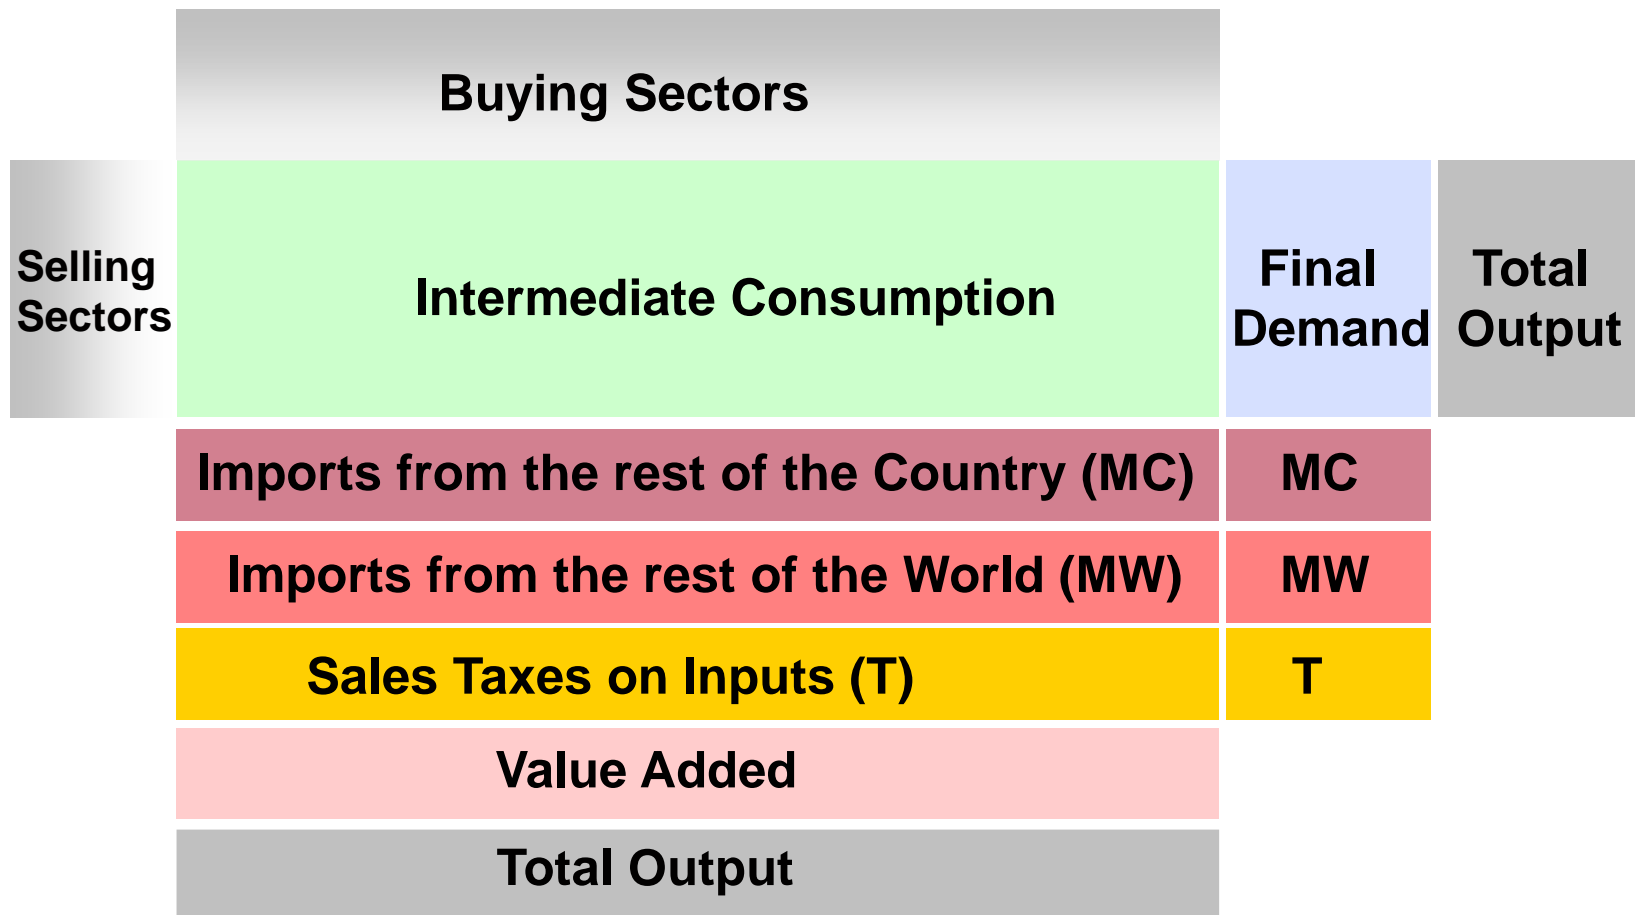 Buying Sectors
Selling
Sectors
Intermediate Consumption
Final
Demand
Total
Output
Imports from the rest of the Country (MC)
MC
Imports from the rest of the World (MW)
MW
Sales Taxes on Inputs (T)
T
Value Added
Total Output